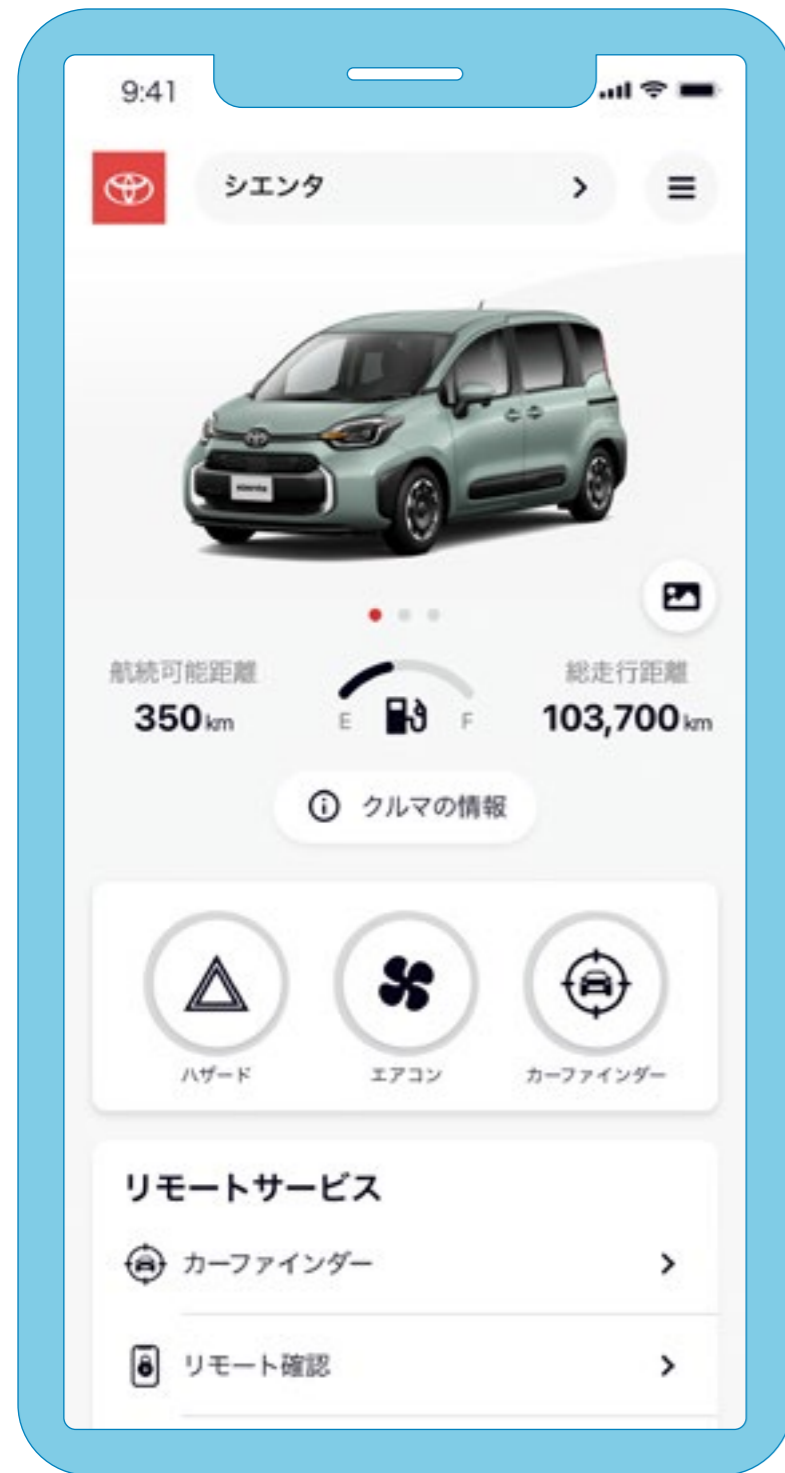 9:41
シエンタ
航続可能距離
総走行距離
350km
E
F
103,700km
クルマの情報
ハザード
エアコン
カーファインダー
リモートサービス
カーファインダー
リモート確認